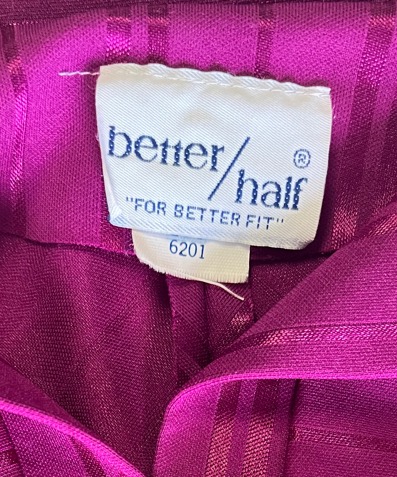 better/half®
"FOR BETTER FIT"
6201